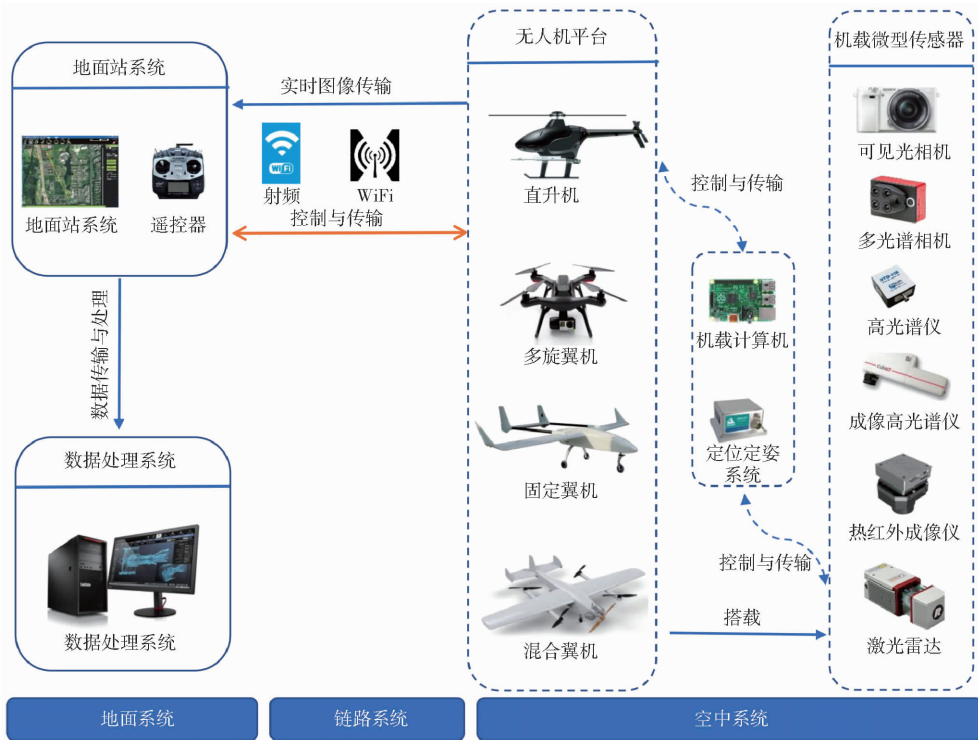 地面站系统
地面站系统
遥控器
数据传输与处理
数据处理系统
数据处理系统
实时图像传输
WiFi
射频
WiFi
控制与传输
无人机平台
直升机
多旋翼机
固定翼机
混合翼机
控制与传输
机载计算机
定位定姿
系统
控制与传输
搭载
机载微型传感器
可见光相机
多光谱相机
高光谱仪
成像高光谱仪
热红外成像仪
激光雷达
地面系统
链路系统
空中系统